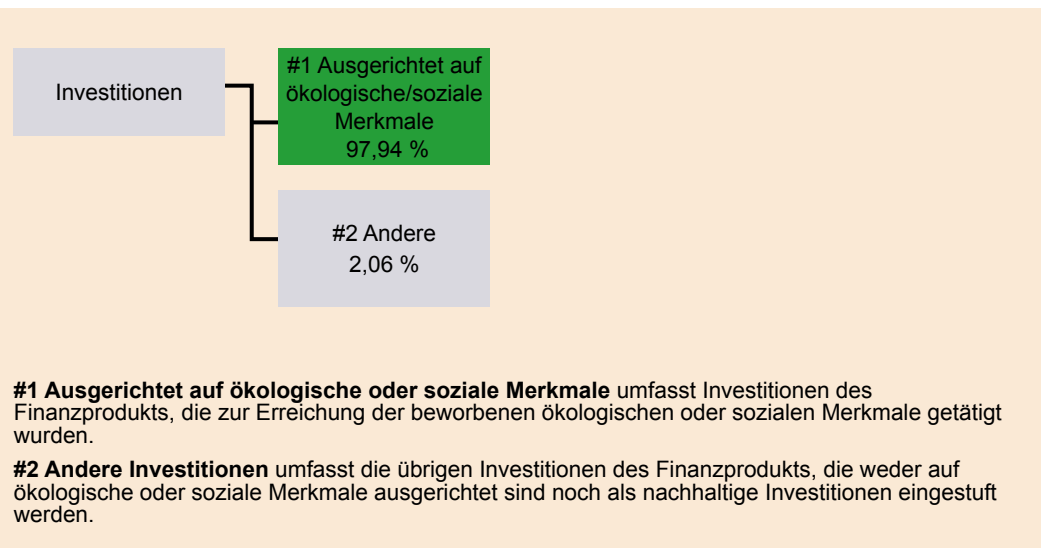 Investitionen
#1 Ausgerichtet auf
ökologische/soziale
Merkmale
97,94 %
#2 Andere
2,06 %
#1 Ausgerichtet auf ökologische oder soziale Merkmale umfasst Investitionen des
Finanzprodukts, die zur Erreichung der beworbenen ökologischen oder sozialen Merkmale getätigt
wurden.
#2 Andere Investitionen umfasst die übrigen Investitionen des Finanzprodukts, die weder auf
ökologische oder soziale Merkmale ausgerichtet sind noch als nachhaltige Investitionen eingestuft
werden.